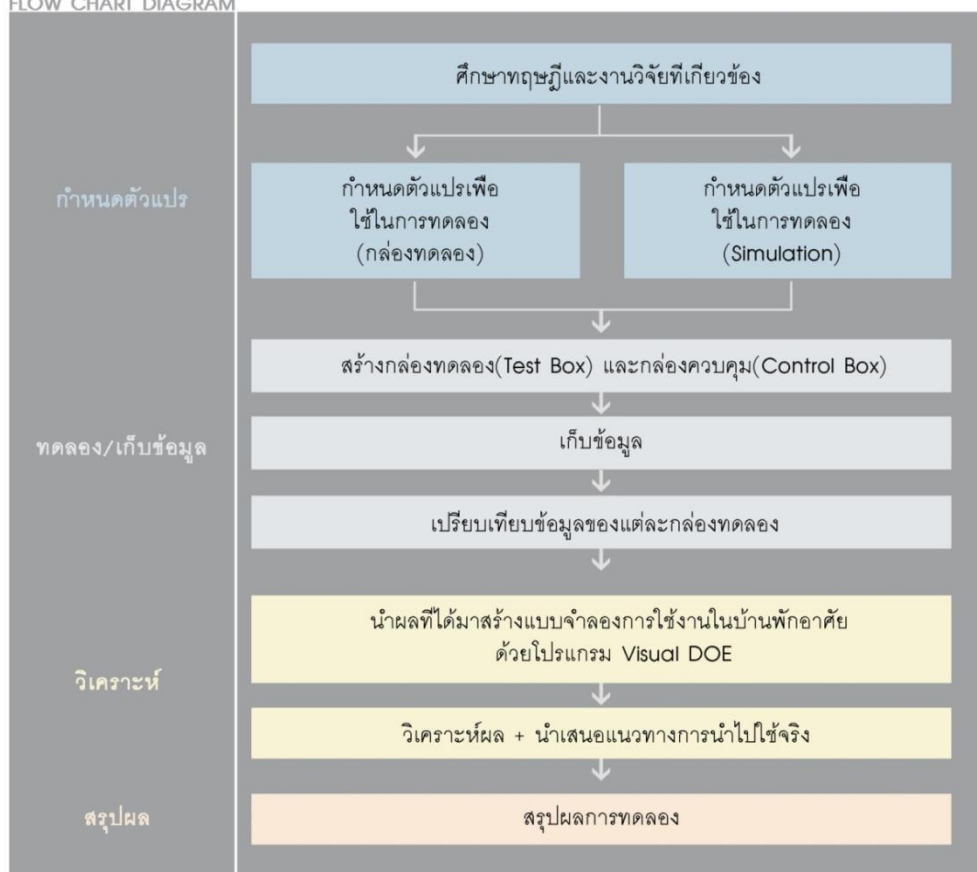 FLOW CHART DIAGRAM
ศึกษาทฤษฎีและงานวิจัยที่เกี่ยวข้อง
กำหนดตัวแปร
กำหนดตัวแปรเพื่อ
ใช้ในการทดลอง
(กล่องทดลอง)
กำหนดตัวแปรเพื่อ
ใช้ในการทดลอง
(Simulation)
สร้างกล่องทดลอง(Test Box) และกล่องควบคุม(Control Box)
ทดลอง/เก็บข้อมูล
เก็บข้อมูล
เปรียบเทียบข้อมูลของแต่ละกล่องทดลอง
นำผลที่ได้มาสร้างแบบจำลองการใช้งานในบ้านพักอาศัย
ด้วยโปรแกรม Visual DOE
วิเคราะห์
วิเคราะห์ผล + นำเสนอแนวทางการนำไปใช้จริง
สรุปผล
สรุปผลการทดลอง